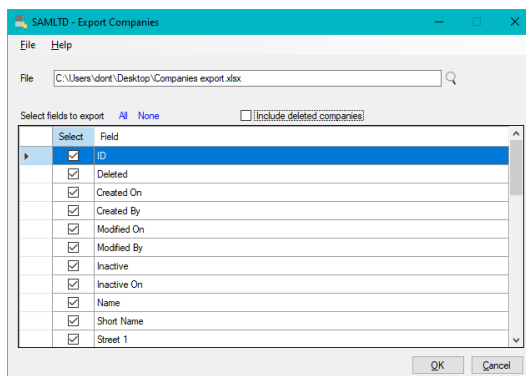 SAMLTD - Export Companies
File Help
File C:\Users\dont\Desktop\Companies export.xlsx
Select fields to export All None Include deleted companies
Select Field
ID
Deleted
Created On
Created By
Modified On
Modified By
Inactive
Inactive On
Name
Short Name
Street 1
OK Cancel